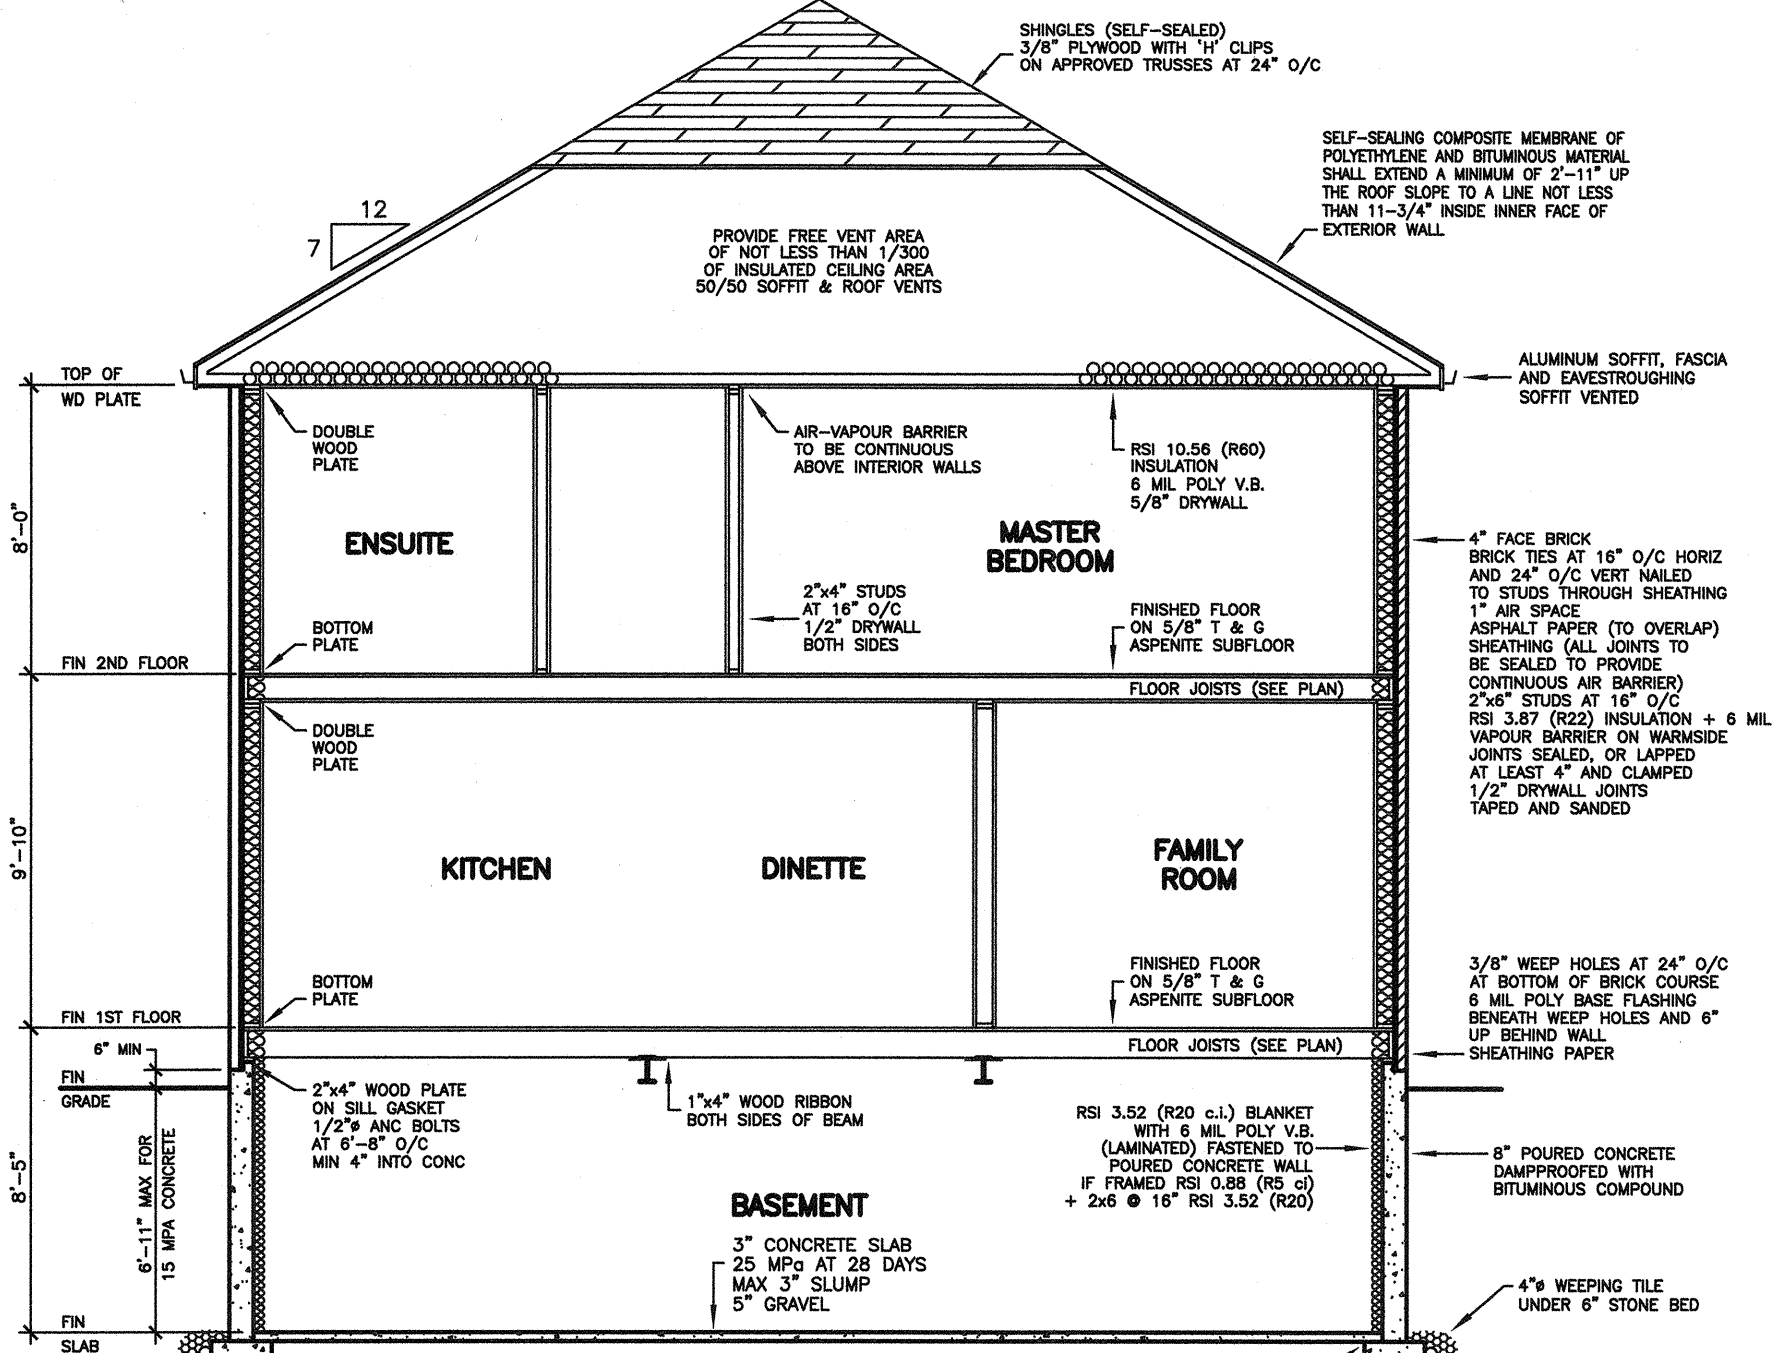 SHINGLES (SELF-SEALED)
3/8" PLYWOOD WITH 'H' CLIPS
ON APPROVED TRUSSES AT 24" O/C
SELF-SEALING COMPOSITE MEMBRANE OF
POLYETHYLENE AND BITUMINOUS MATERIAL
SHALL EXTEND A MINIMUM OF 2'-11" UP
THE ROOF SLOPE TO A LINE NOT LESS
THAN 11-3/4" INSIDE INNER FACE OF
EXTERIOR WALL
12
7
PROVIDE FREE VENT AREA
OF NOT LESS THAN 1/300
OF INSULATED CEILING AREA
50/50 SOFFIT & ROOF VENTS
TOP OF
WD PLATE
ALUMINUM SOFFIT, FASCIA
AND EAVESTROUGHING
SOFFIT VENTED
DOUBLE
WOOD
PLATE
AIR-VAPOUR BARRIER
TO BE CONTINUOUS
ABOVE INTERIOR WALLS
RSI 10.56 (R60)
INSULATION
6 MIL POLY V.B.
5/8" DRYWALL
8'-0"
ENSUITE
MASTER
BEDROOM
4" FACE BRICK
BRICK TIES AT 16" O/C HORIZ
AND 24" O/C VERT NAILED
TO STUDS THROUGH SHEATHING
1" AIR SPACE
ASPHALT PAPER (TO OVERLAP)
SHEATHING (ALL JOINTS TO
BE SEALED TO PROVIDE
CONTINUOUS AIR BARRIER)
2"x6" STUDS AT 16" O/C
RSI 3.87 (R22) INSULATION + 6 MIL
VAPOUR BARRIER ON WARMSIDE
JOINTS SEALED, OR LAPPED
AT LEAST 4" AND CLAMPED
1/2" DRYWALL JOINTS
TAPED AND SANDED
BOTTOM
PLATE
2"x4" STUDS
AT 16" O/C
1/2" DRYWALL
BOTH SIDES
FINISHED FLOOR
ON 5/8" T & G
ASPENITE SUBFLOOR
FIN 2ND FLOOR
FLOOR JOISTS (SEE PLAN)
DOUBLE
WOOD
PLATE
9'-10"
KITCHEN
DINETTE
FAMILY
ROOM
BOTTOM
PLATE
FINISHED FLOOR
ON 5/8" T & G
ASPENITE SUBFLOOR
3/8" WEEP HOLES AT 24" O/C
AT BOTTOM OF BRICK COURSE
6 MIL POLY BASE FLASHING
BENEATH WEEP HOLES AND 6"
UP BEHIND WALL
SHEATHING PAPER
FIN 1ST FLOOR
FLOOR JOISTS (SEE PLAN)
6" MIN
FIN
GRADE
2"x4" WOOD PLATE
ON SILL GASKET
1/2"ø ANC BOLTS
AT 6'-8" O/C
MIN 4" INTO CONC
1"x4" WOOD RIBBON
BOTH SIDES OF BEAM
RSI 3.52 (R20 c.i.) BLANKET
WITH 6 MIL POLY V.B.
(LAMINATED) FASTENED TO
POURED CONCRETE WALL
IF FRAMED RSI 0.88 (R5 ci)
+ 2x6 @ 16" RSI 3.52 (R20)
8" POURED CONCRETE
DAMPPROOFED WITH
BITUMINOUS COMPOUND
8'-5"
6'-11" MAX FOR
15 MPA CONCRETE
BASEMENT
3" CONCRETE SLAB
25 MPa AT 28 DAYS
MAX 3" SLUMP
5" GRAVEL
4"ø WEEPING TILE
UNDER 6" STONE BED
FIN
SLAB